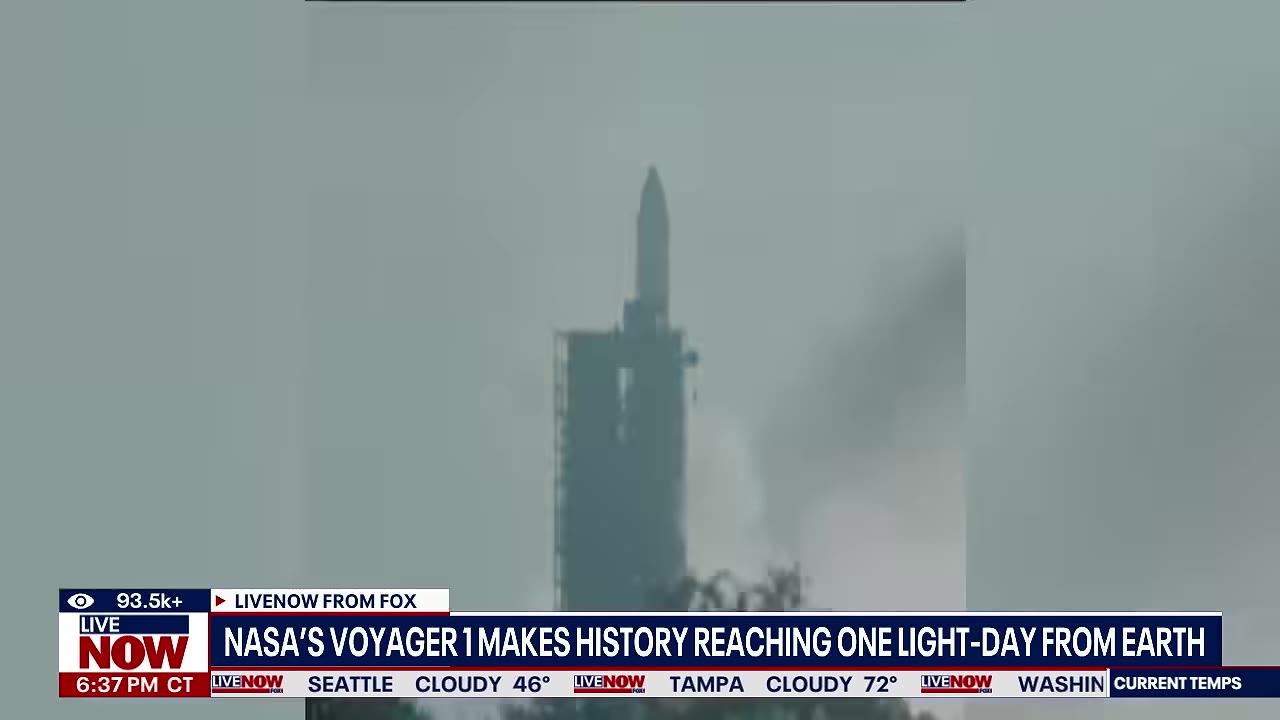 93.5k+
LIVENOW FROM FOX
LIVE
NOW
NASA'S VOYAGER 1 MAKES HISTORY REACHING ONE LIGHT-DAY FROM EARTH
6:37 PM CT
LIVENOW FOX SEATTLE CLOUDY 46° LIVENOW FOX TAMPA CLOUDY 72° LIVENOW FOX WASHIN CURRENT TEMPS